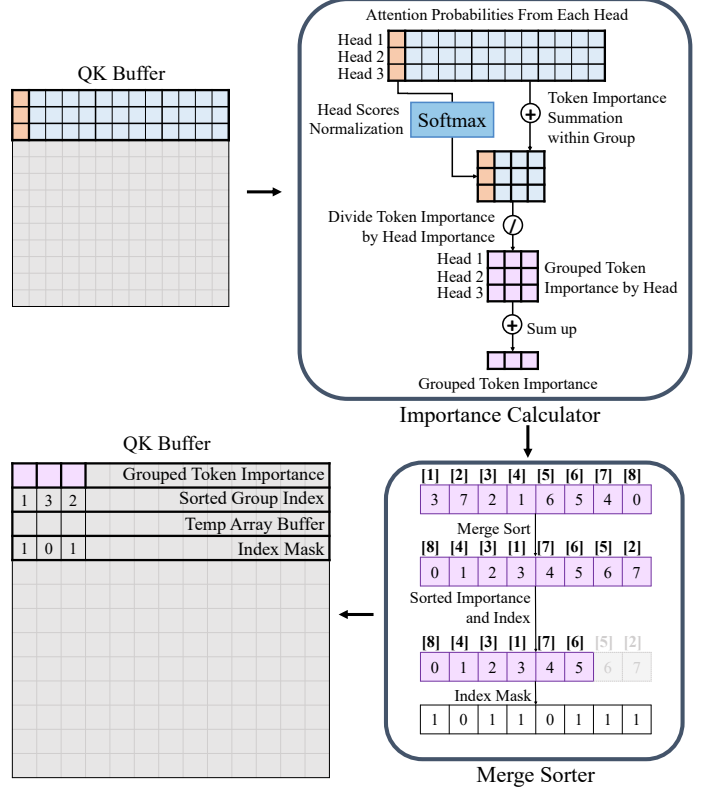 Attention Probabilities From Each Head
Head 1
Head 2
Head 3
QK Buffer
Head Scores
Normalization
Softmax
+
Token Importance
Summation
within Group
Divide Token Importance
by Head Importance
/
Head 1
Head 2
Head 3
Grouped Token
Importance by Head
+
Sum up
Grouped Token Importance
Importance Calculator
QK Buffer
Grouped Token Importance
1 3 2 Sorted Group Index
Temp Array Buffer
1 0 1 Index Mask
[1] [2] [3] [4] [5] [6] [7] [8]
3 7 2 1 6 5 4 0
Merge Sort
[8] [4] [3] [1] [7] [6] [5] [2]
0 1 2 3 4 5 6 7
Sorted Importance
and Index
[8] [4] [3] [1] [7] [6] [5] [2]
0 1 2 3 4 5 6 7
Index Mask
1 0 1 1 0 1 1 1
Merge Sorter